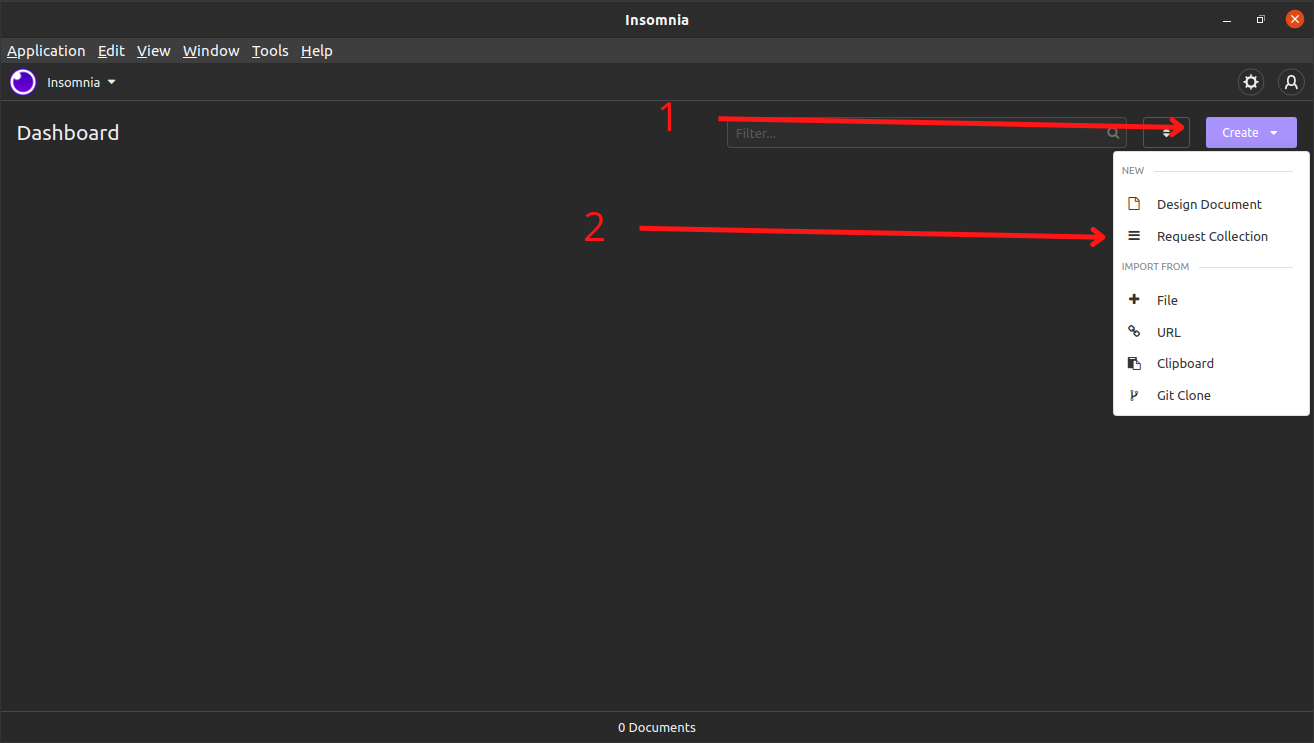 Insomnia
Application Edit View Window Tools Help
Insomnia
Dashboard
1
Filter...
Create
NEW
Design Document
2
Request Collection
IMPORT FROM
File
URL
Clipboard
Git Clone
0 Documents